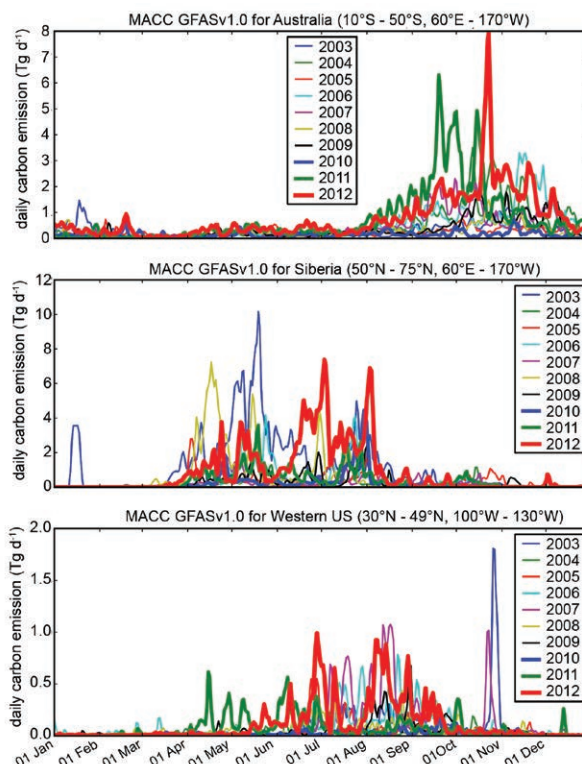 MACC GFASv1.0 for Australia (10°S - 50°S, 60°E - 170°W)
daily carbon emission (Tg d⁻¹)
8
7
6
5
4
3
2
1
0
2003
2004
2005
2006
2007
2008
2009
2010
2011
2012
MACC GFASv1.0 for Siberia (50°N - 75°N, 60°E - 170°W)
daily carbon emission (Tg d⁻¹)
12
10
8
6
4
2
0
2003
2004
2005
2006
2007
2008
2009
2010
2011
2012
MACC GFASv1.0 for Western US (30°N - 49°N, 100°W - 130°W)
daily carbon emission (Tg d⁻¹)
2.0
1.5
1.0
0.5
0.0
2003
2004
2005
2006
2007
2008
2009
2010
2011
2012
01 Jan
01 Feb
01 Mar
01 Apr
01 May
01 Jun
01 Jul
01 Aug
01 Sep
01 Oct
01 Nov
01 Dec